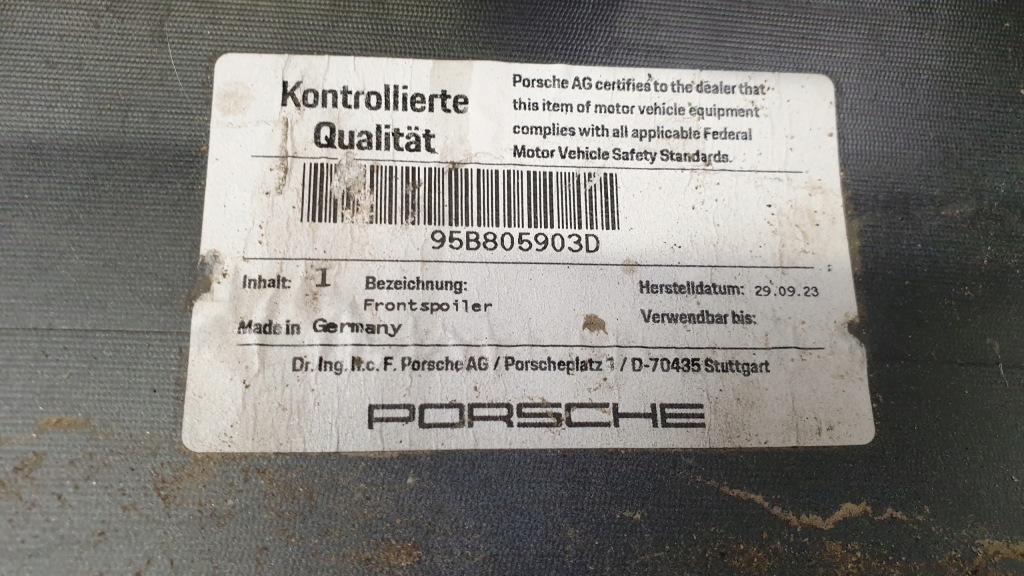 Kontrollierte
Qualität
Porsche AG certifies to the dealer that
this item of motor vehicle equipment
complies with all applicable Federal
Motor Vehicle Safety Standards.
95B805903D
Inhalt: 1 Bezeichnung:
Frontspoiler
Herstelldatum: 29.09.23
Verwendbar bis:
Made in Germany
Dr. Ing. h.c. F. Porsche AG / Porscheplatz 1 / D-70435 Stuttgart
PORSCHE